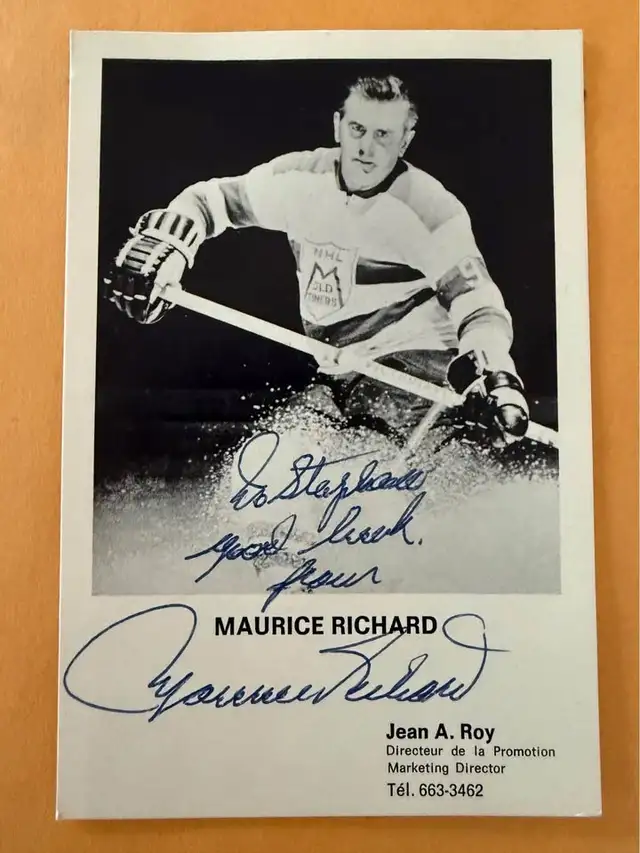 NHL
OLD
TIMERS
9
To Stephane
good luck.
from
MAURICE RICHARD
Maurice Richard
Jean A. Roy
Directeur de la Promotion
Marketing Director
Tél. 663-3462